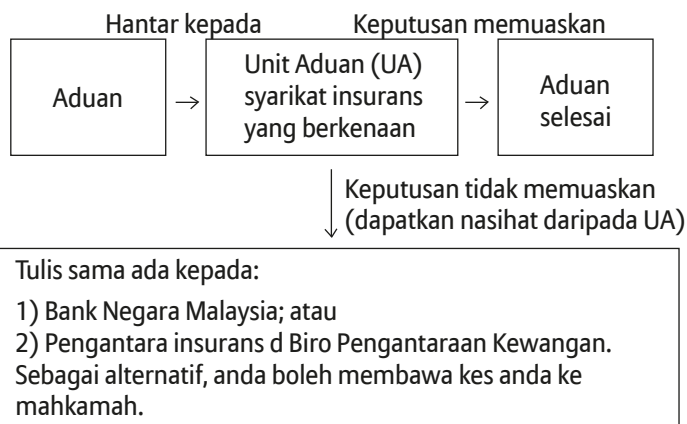 Hantar kepada
Keputusan memuaskan
Aduan
→
Unit Aduan (UA)
syarikat insurans
yang berkenaan
→
Aduan
selesai
Keputusan tidak memuaskan
(dapatkan nasihat daripada UA)
Tulis sama ada kepada:
1) Bank Negara Malaysia; atau
2) Pengantara insurans d Biro Pengantaraan Kewangan.
Sebagai alternatif, anda boleh membawa kes anda ke
mahkamah.